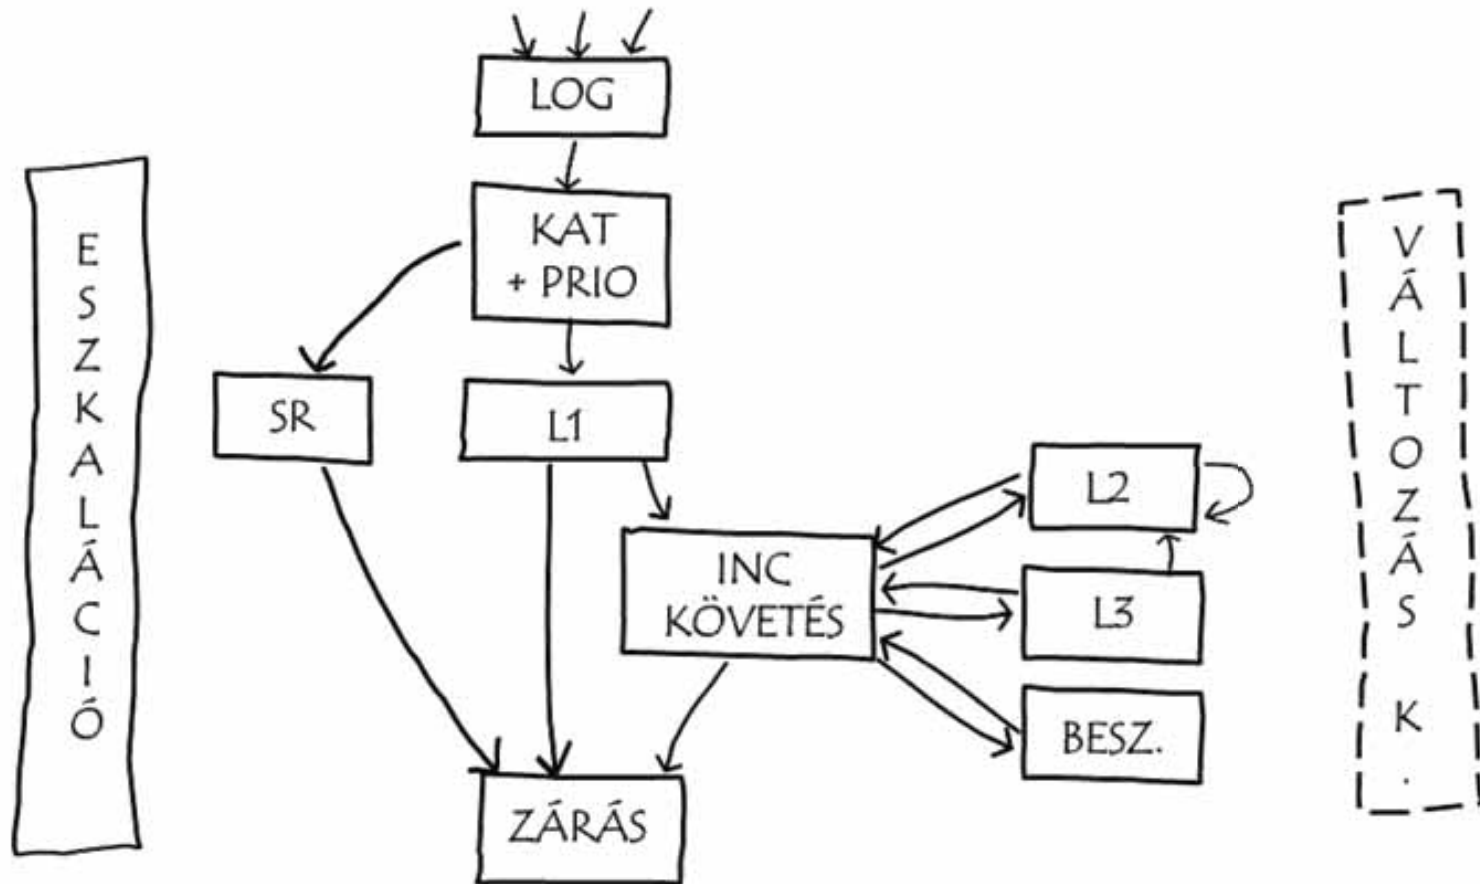 LOG
KAT
+ PRIO
ESZKALÁCIÓ
SR
L1
INC
KÖVETÉS
L2
L3
BESZ.
ZÁRÁS
VÁLTOZÁS K.